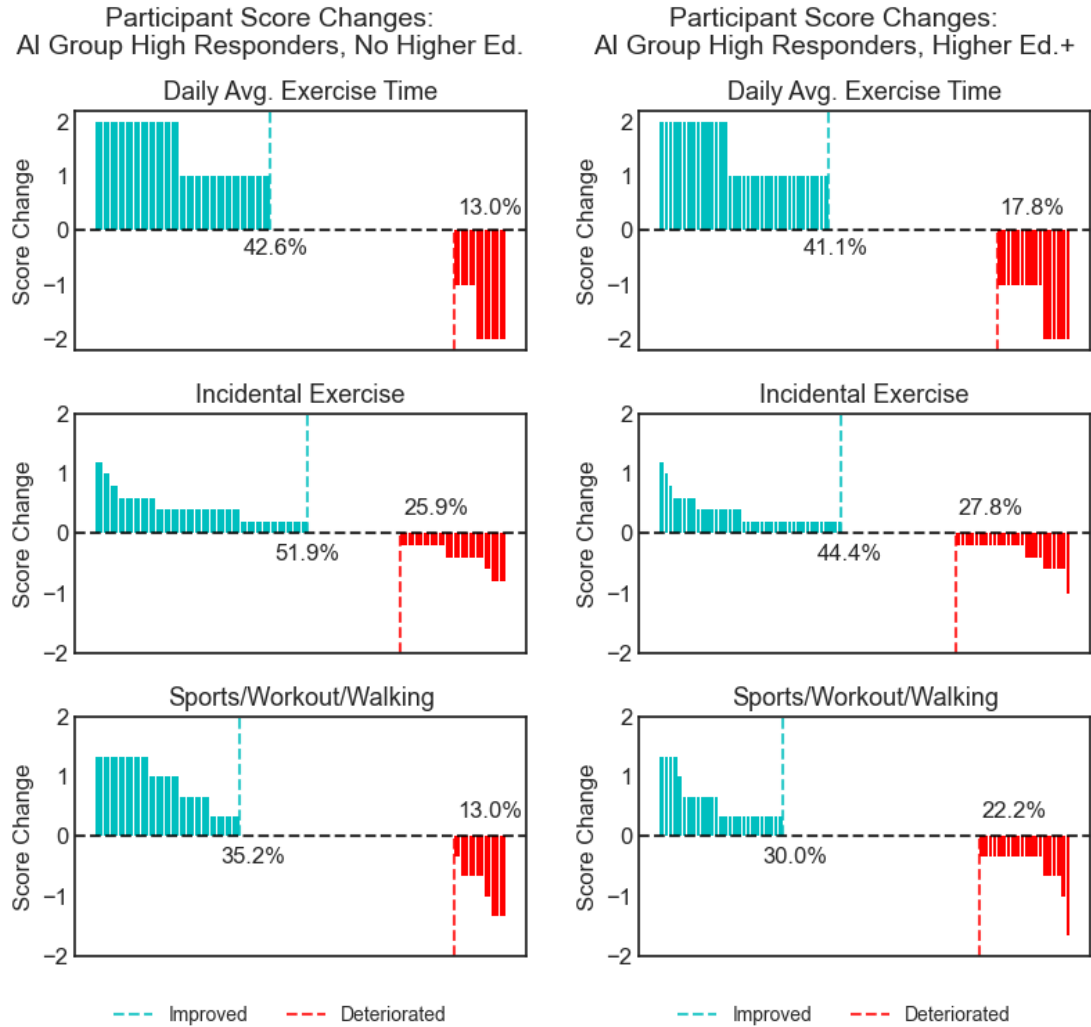 Participant Score Changes:
AI Group High Responders, No Higher Ed.
Daily Avg. Exercise Time
Score Change
2
1
0
−1
−2
42.6%
13.0%
Incidental Exercise
Score Change
2
1
0
−1
−2
51.9%
25.9%
Sports/Workout/Walking
Score Change
2
1
0
−1
−2
35.2%
13.0%
Improved
Deteriorated
Participant Score Changes:
AI Group High Responders, Higher Ed.+
Daily Avg. Exercise Time
Score Change
2
1
0
−1
−2
41.1%
17.8%
Incidental Exercise
Score Change
2
1
0
−1
−2
44.4%
27.8%
Sports/Workout/Walking
Score Change
2
1
0
−1
−2
30.0%
22.2%
Improved
Deteriorated